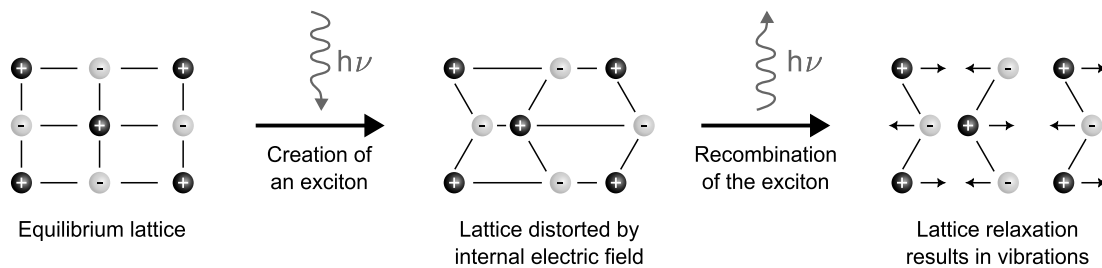 + - +
- + -
+ - +
Equilibrium lattice
hν
Creation of
an exciton
- +
+
- + -
+
- +
Lattice distorted by
internal electric field
hν
Recombination
of the exciton
+ - +
- + -
+ - +
Lattice relaxation
results in vibrations